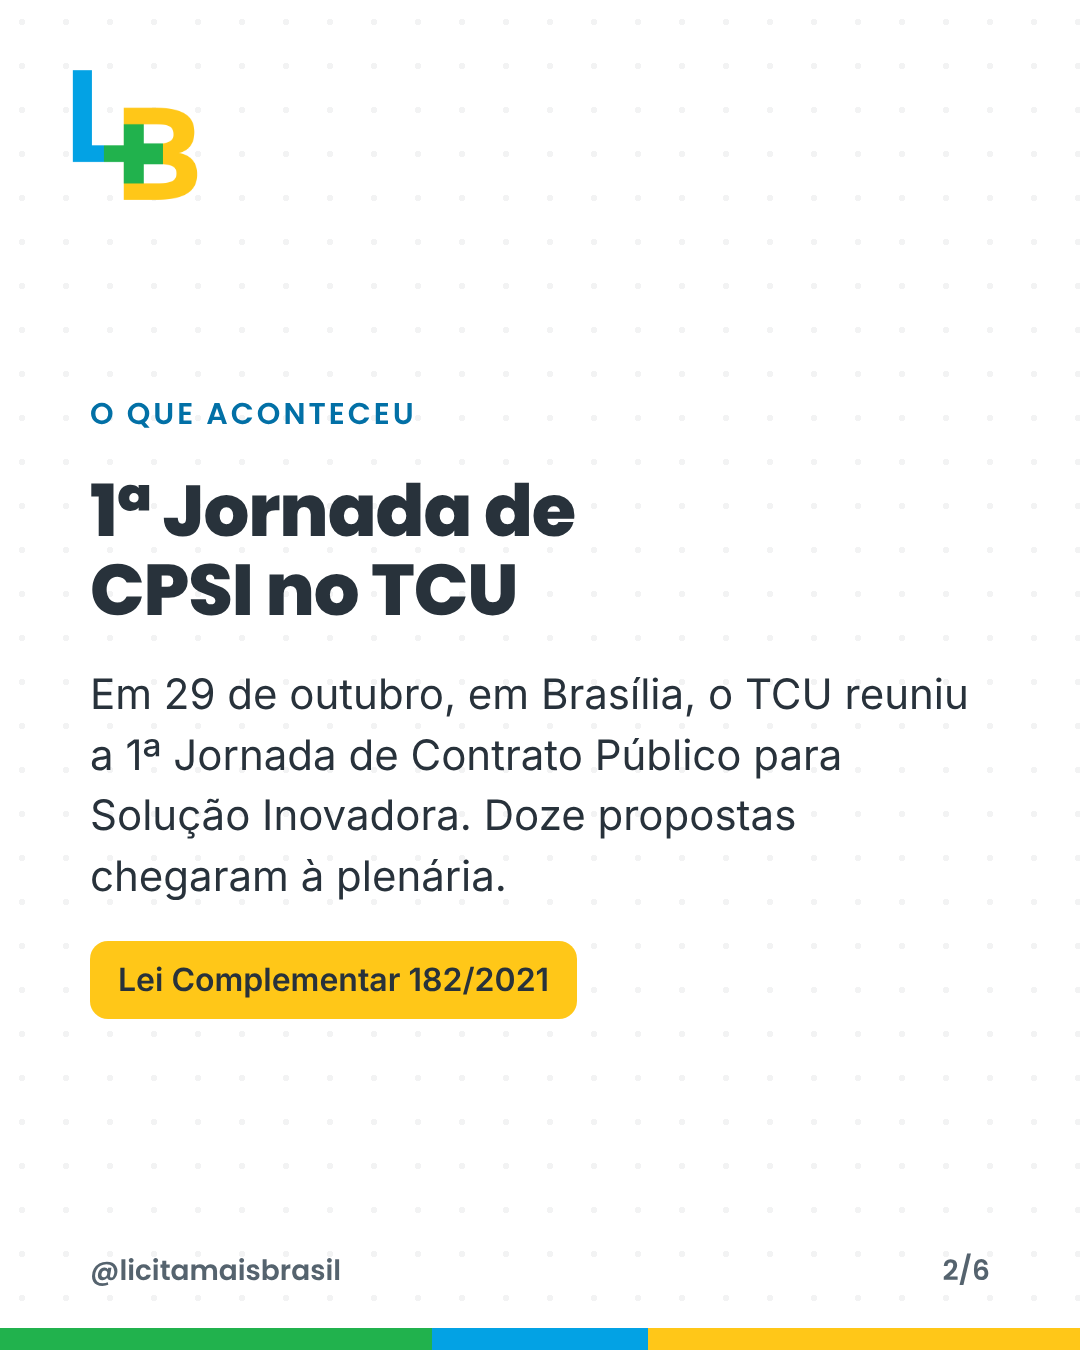 L+B
O QUE ACONTECEU
1ª Jornada de
CPSI no TCU
Em 29 de outubro, em Brasília, o TCU reuniu
a 1ª Jornada de Contrato Público para
Solução Inovadora. Doze propostas
chegaram à plenária.
Lei Complementar 182/2021
@licitamaisbrasil
2/6